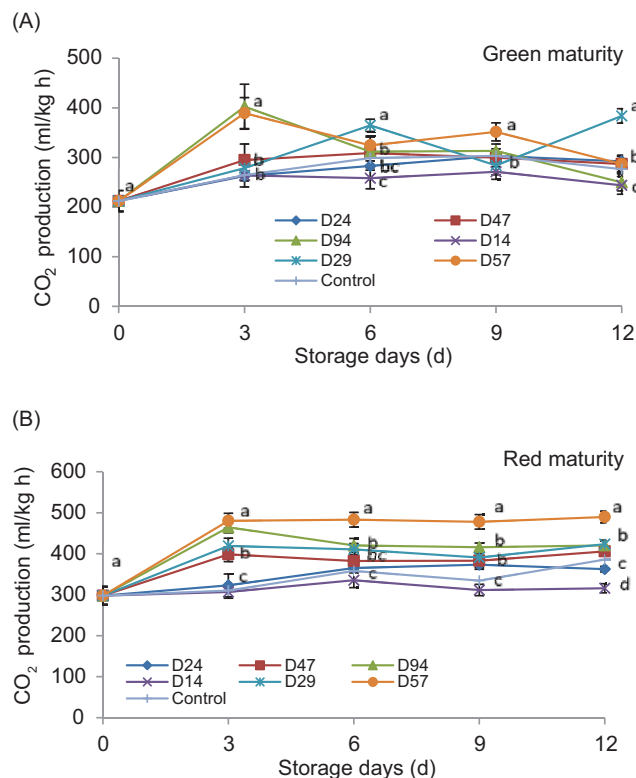 (A)
Green maturity
CO2 production (ml/kg h)
500
400
300
200
100
0
a
a
b
b
a
b
bc
c
a
b
a
b
c
D24
D47
D94
D14
D29
D57
Control
0
3
6
9
12
Storage days (d)
(B)
Red maturity
CO2 production (ml/kg h)
600
500
400
300
200
100
0
a
a
b
c
a
b
bc
c
a
b
b
c
a
b
c
d
D24
D47
D94
D14
D29
D57
Control
0
3
6
9
12
Storage days (d)